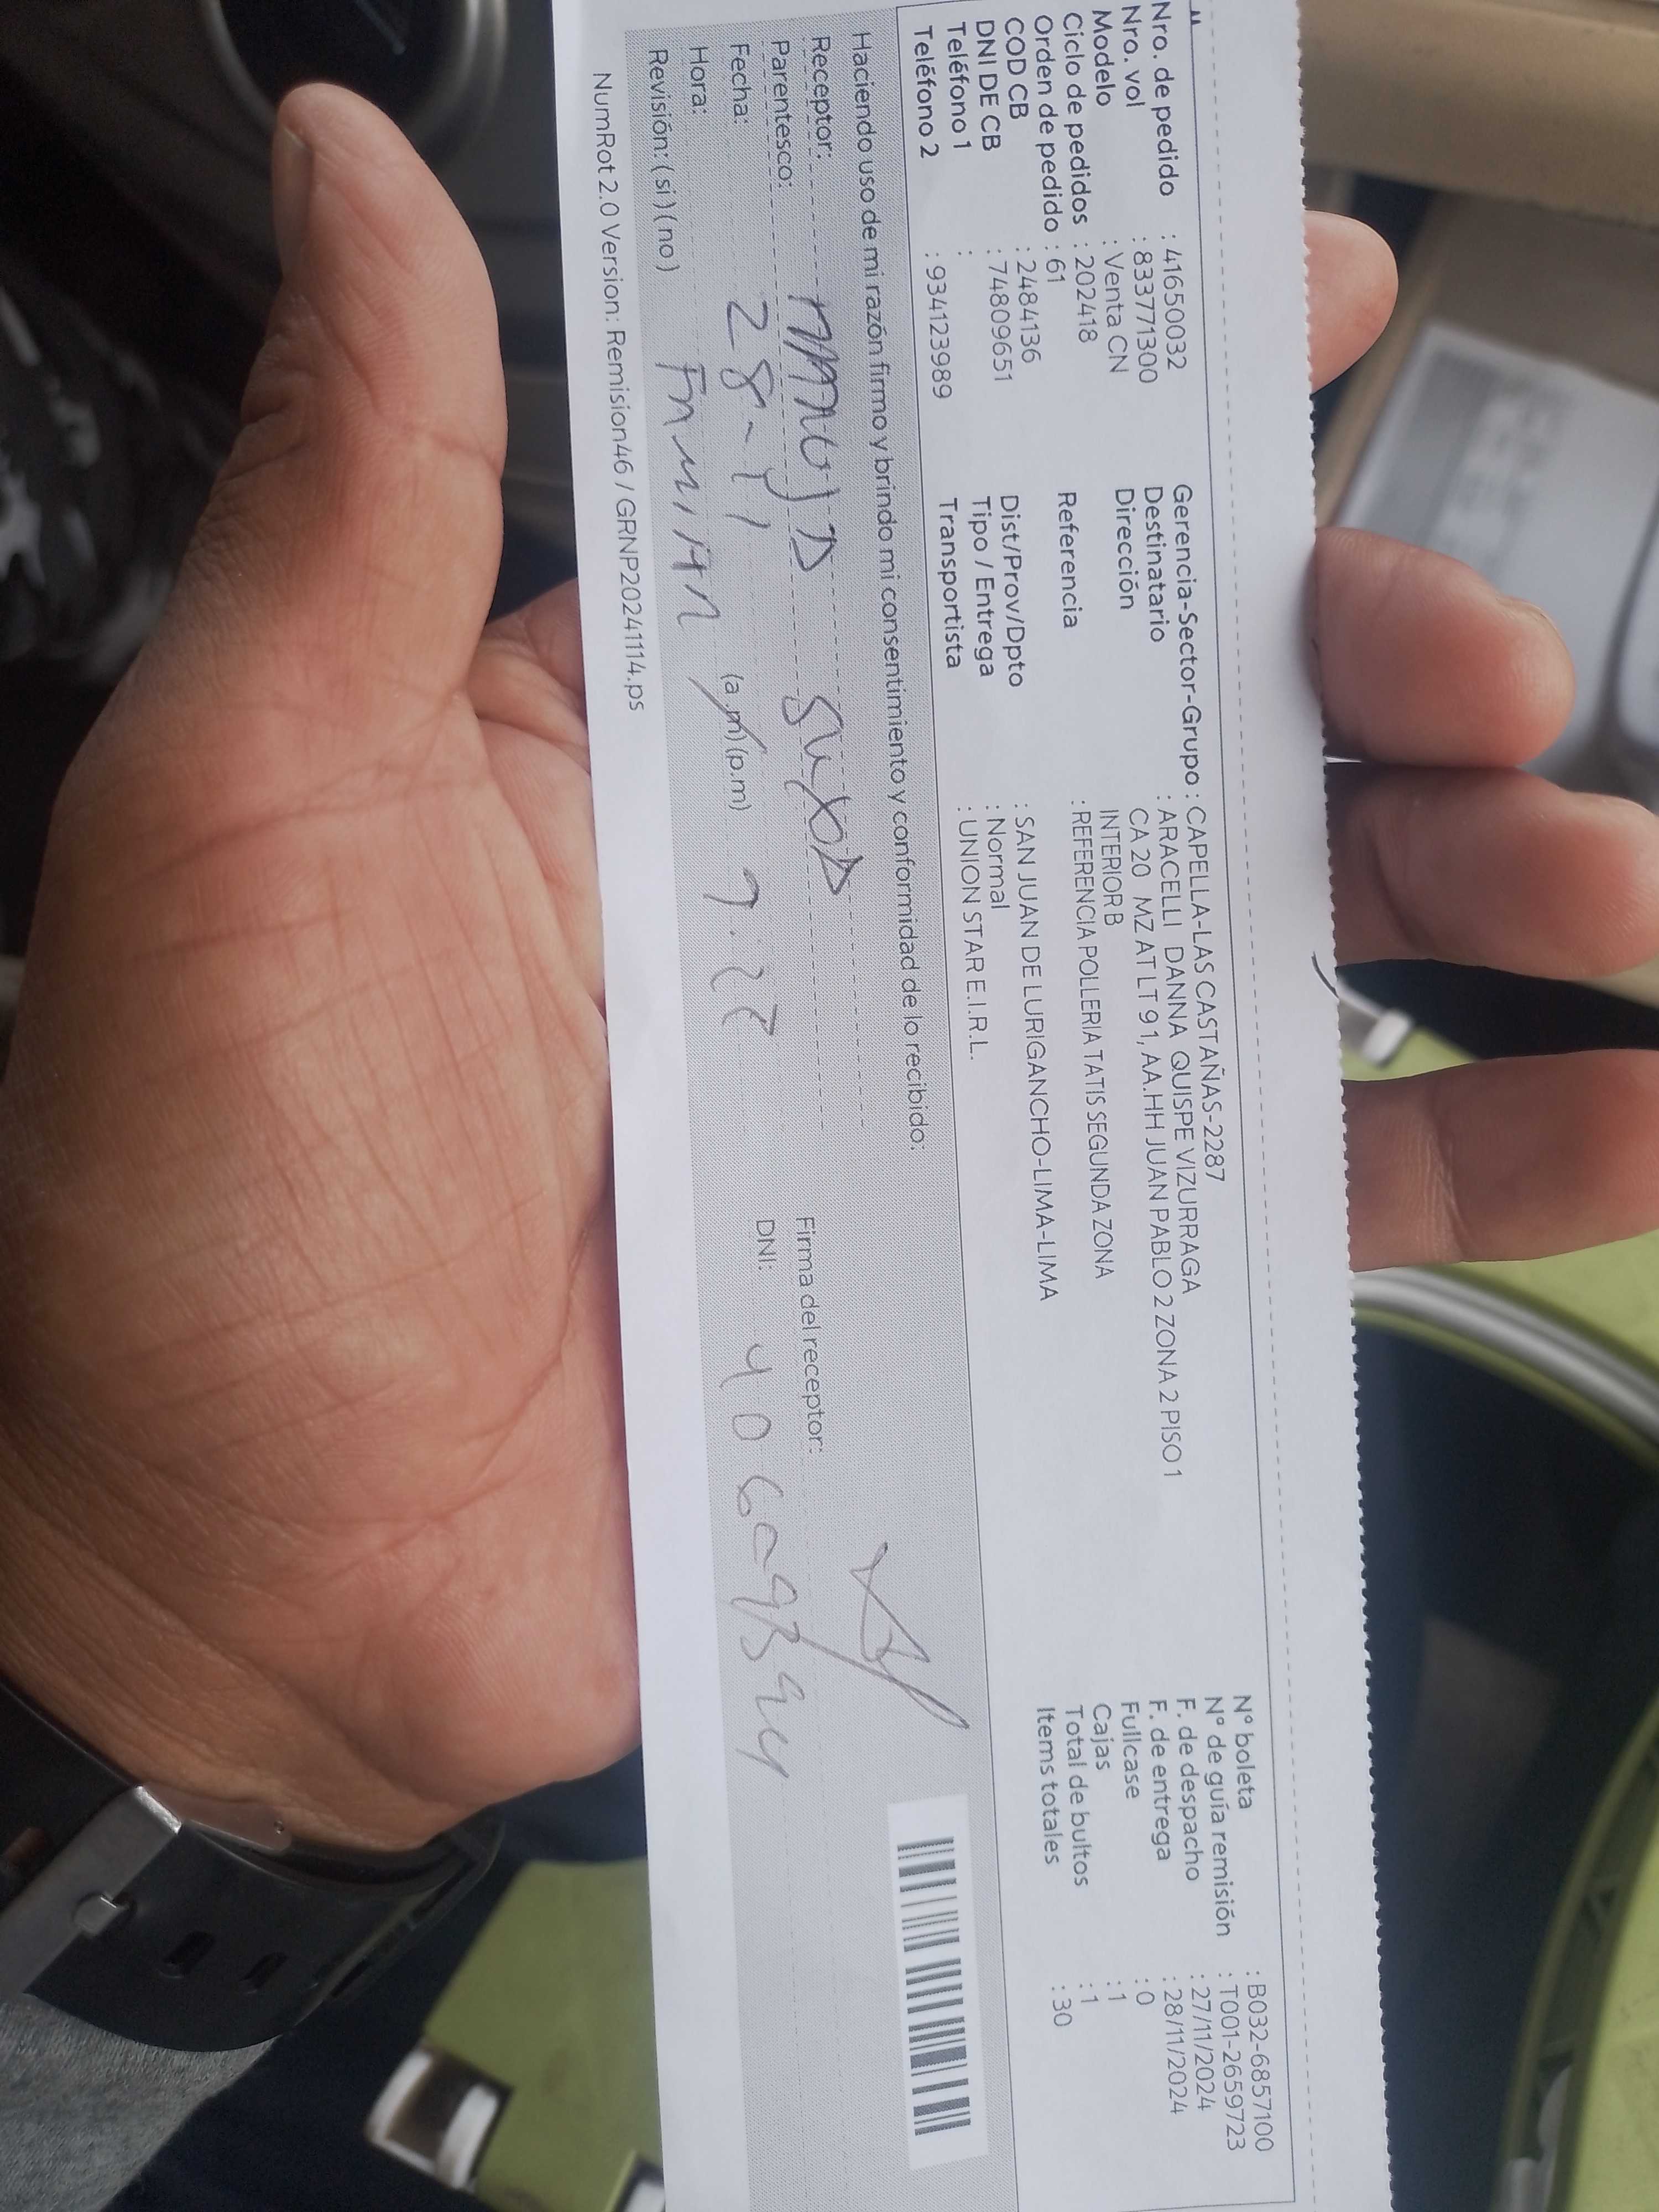 Nro. de pedido : 41650032
Nro. vol : 833771300
Modelo : Venta CN
Ciclo de pedidos : 202418
Orden de pedido : 61
COD CB : 2484136
DNI DE CB : 74809651
Teléfono 1 :
Teléfono 2 : 934123989
Gerencia-Sector-Grupo : CAPELLA-LAS CASTAÑAS-2287
Destinatario : ARACELLI DANNA QUISPE VIZURRAGA
Dirección CA 20 MZ AT LT 91, AA.HH JUAN PABLO 2 ZONA 2 PISO 1
INTERIOR B
Referencia : REFERENCIA POLLERIA TATIS SEGUNDA ZONA
Dist/Prov/Dpto : SAN JUAN DE LURIGANCHO-LIMA-LIMA
Tipo / Entrega : Normal
Transportista : UNION STAR E.I.R.L.
N° boleta : B032-6857100
N° de guía remisión : T001-2659723
F. de despacho : 27/11/2024
F. de entrega : 28/11/2024
Fullcase : 0
Cajas : 1
Total de bultos : 1
Items totales : 30
Haciendo uso de mi razón firmo y brindo mi consentimiento y conformidad de lo recibido:
Receptor:
Parentesco:
Fecha: 28-11
Hora: (a.m)(p.m) 9.22
Revisión: (si) (no)
Firma del receptor:
DNI:
NumRot 2.0 Version: Remision46 / GRNP20241114.ps